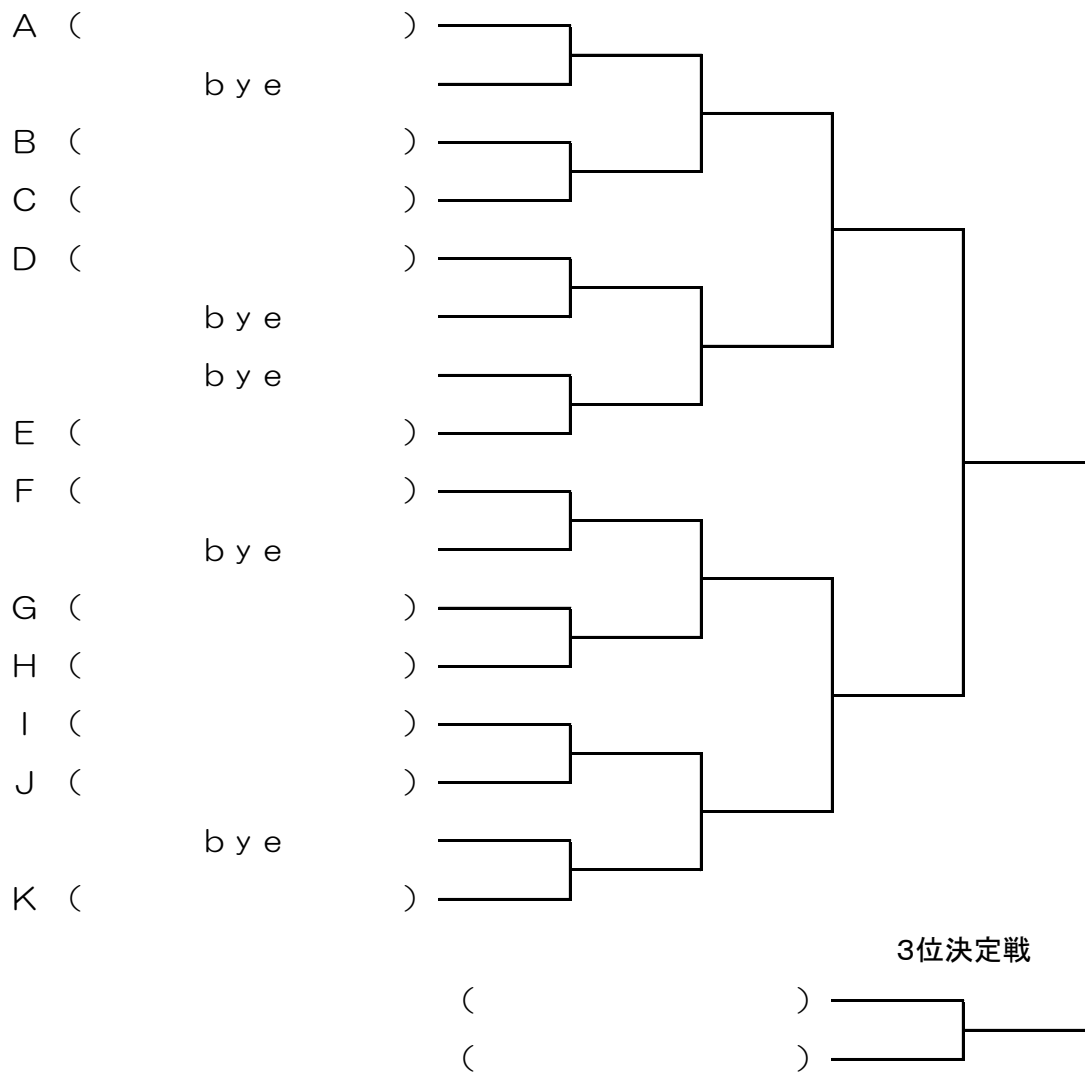 A ( )
bye
B ( )
C ( )
D ( )
bye
bye
E ( )
F ( )
bye
G ( )
H ( )
I ( )
J ( )
bye
K ( )
3位決定戦
( )
( )